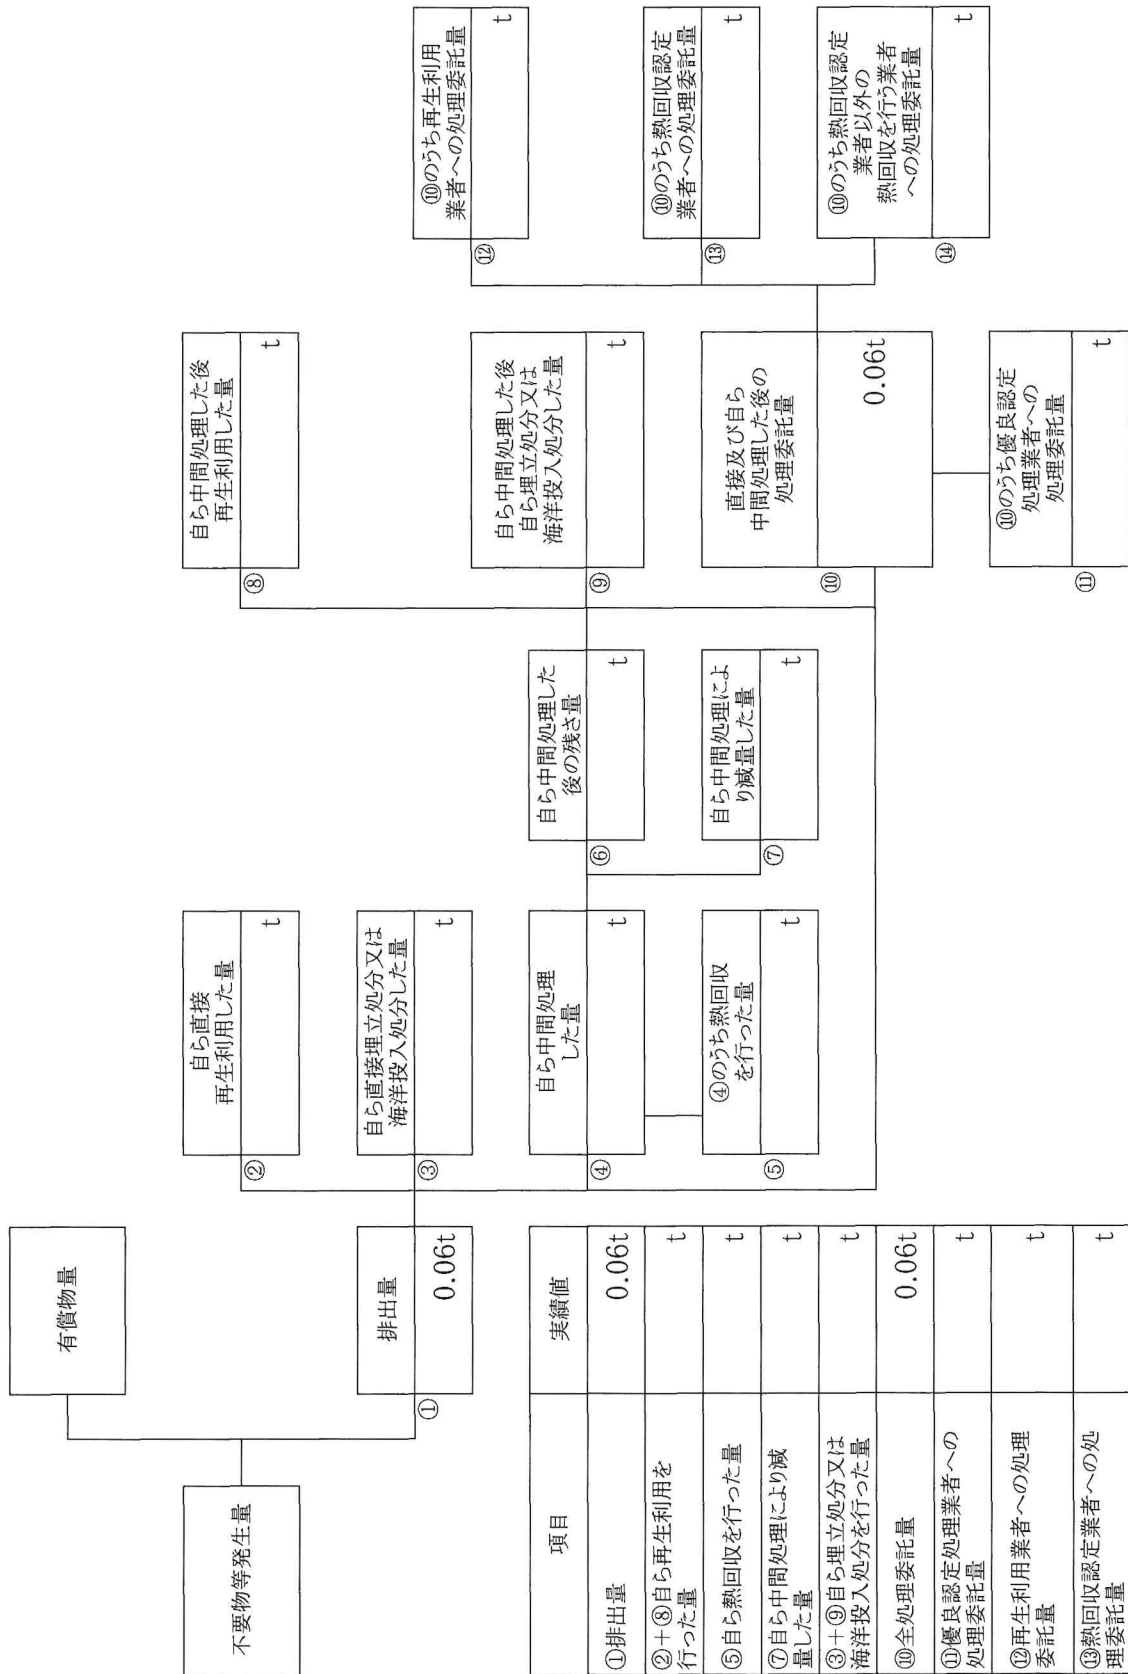 不要物等発生量
有償物量
①
排出量
0.06t
②
自ら直接
再生利用した量
t
③
自ら直接埋立処分又は
海洋投入処分した量
t
④
自ら中間処理
した量
t
⑤
④のうち熱回収
を行った量
t
⑥
自ら中間処理した
後の残さ量
t
⑦
自ら中間処理によ
り減量した量
t
⑧
自ら中間処理した後
再生利用した量
t
⑨
自ら中間処理した後
自ら埋立処分又は
海洋投入処分した量
t
⑩
直接及び自ら
中間処理した後の
処理委託量
0.06t
⑪
⑩のうち優良認定
処理業者への
処理委託量
t
⑫
⑩のうち再生利用
業者への処理委託量
t
⑬
⑩のうち熱回収認定
業者への処理委託量
t
⑭
⑩のうち熱回収認定
業者以外の
熱回収を行う業者
への処理委託量
t
項目 実績値
①排出量 0.06t
②+⑧自ら再生利用を
行った量 t
⑤自ら熱回収を行った量 t
⑦自ら中間処理により減
量した量 t
③+⑨自ら埋立処分又は
海洋投入処分を行った量 t
⑩全処理委託量 0.06t
⑪優良認定処理業者への
処理委託量 t
⑫再生利用業者への処理
委託量 t
⑬熱回収認定業者への処
理委託量 t